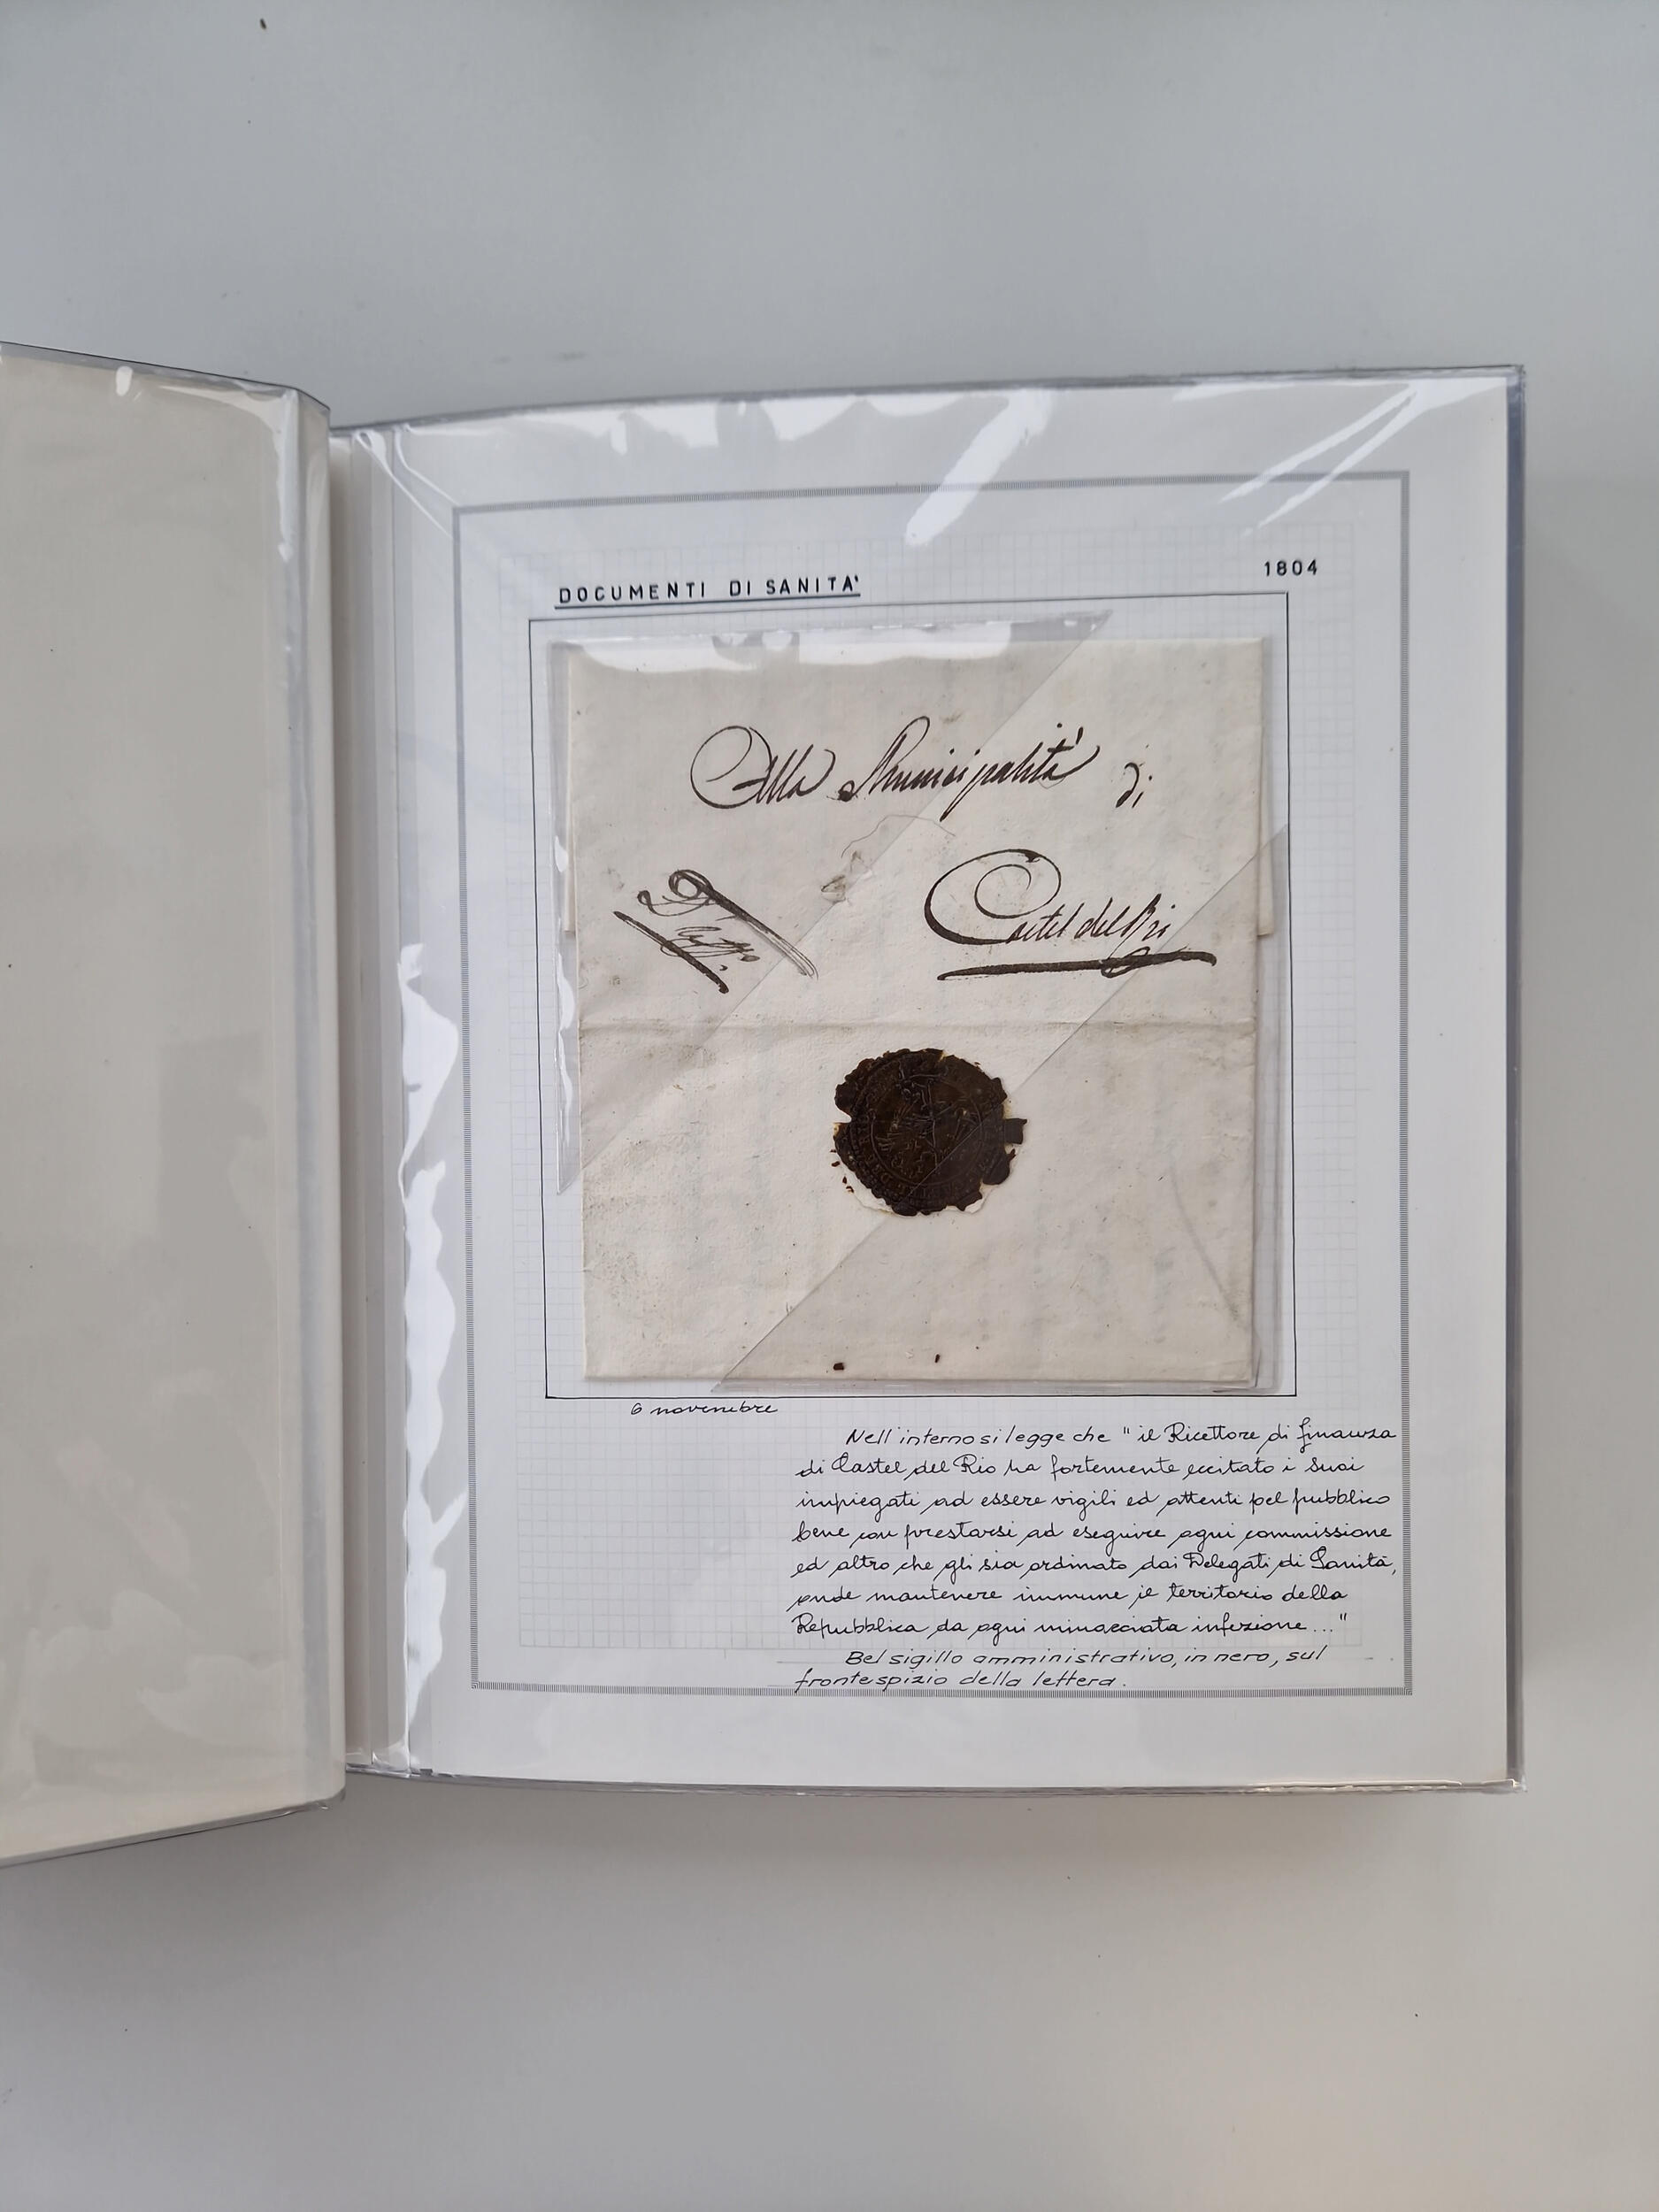 DOCUMENTI DI SANITA'
1804
Alla Municipalità di
D'Uffo.
Castel del Rio
6 novembre
Nell'interno si legge che " il Ricettore di finanza
di Castel del Rio ha fortemente eccitato i suoi
impiegati ad essere vigili ed attenti pel pubblico
bene con prestarsi ad eseguire ogni commissione
ed altro che gli sia ordinato dai Delegati di Sanità,
onde mantenere immune il territorio della
Repubblica da ogni minacciata infezione... "
Bel sigillo amministrativo, in nero, sul
frontespizio della lettera.